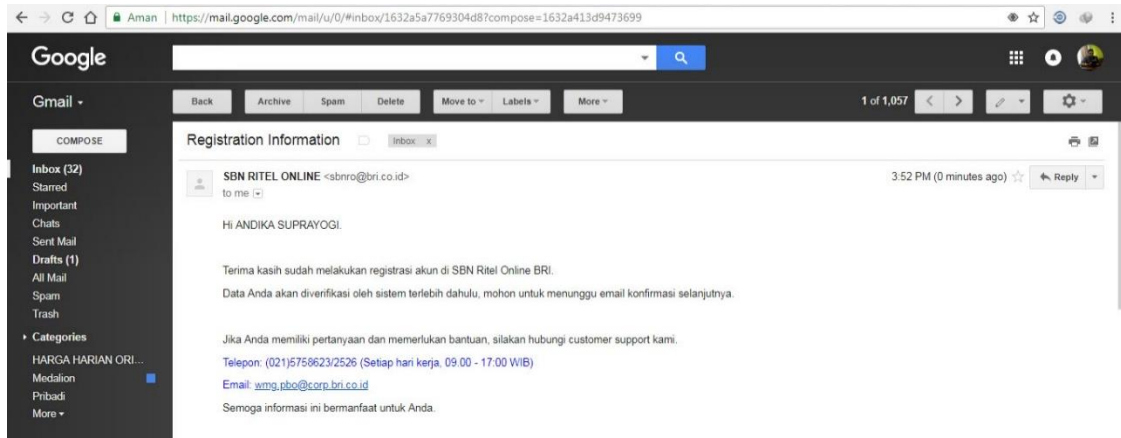 Aman https://mail.google.com/mail/u/0/#inbox/1632a5a7769304d8?compose=1632a413d9473699
Google
Gmail
Back Archive Spam Delete Move to Labels More 1 of 1,057
COMPOSE
Registration Information Inbox x
Inbox (32)
Starred
Important
Chats
Sent Mail
Drafts (1)
All Mail
Spam
Trash
Categories
HARGA HARIAN ORI...
Medalion
Pribadi
More
SBN RITEL ONLINE <sbnro@bri.co.id> 3:52 PM (0 minutes ago) Reply
to me
Hi ANDIKA SUPRAYOGI.
Terima kasih sudah melakukan registrasi akun di SBN Ritel Online BRI.
Data Anda akan diverifikasi oleh sistem terlebih dahulu, mohon untuk menunggu email konfirmasi selanjutnya.
Jika Anda memiliki pertanyaan dan memerlukan bantuan, silakan hubungi customer support kami.
Telepon: (021)5758623/2526 (Setiap hari kerja, 09.00 - 17:00 WIB)
Email: wmg.pbo@corp.bri.co.id
Semoga informasi ini bermanfaat untuk Anda.